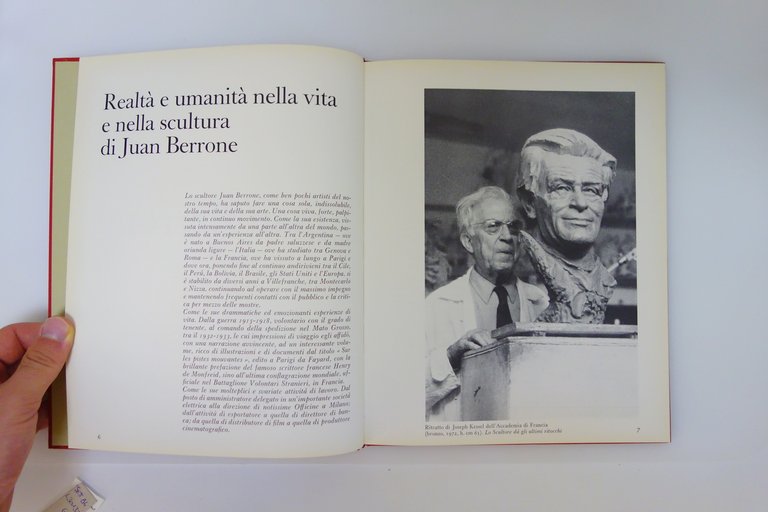 Realtà e umanità nella vita
e nella scultura
di Juan Berrone
Lo scultore Juan Berrone, come ben pochi artisti del no-
stro tempo, ha saputo fare una cosa sola, indissolubile,
della sua vita e della sua arte. Una cosa viva, forte, palpi-
tante, in continuo movimento. Come la sua esistenza, vis-
suta intensamente da una parte all'altra del mondo, pas-
sando da un'esperienza all'altra. Tra l'Argentina — ove
è nato a Buenos Aires da padre saluzzese e da madre
oriunda ligure — l'Italia — ove ha studiato tra Genova e
Roma — e la Francia, ove ha vissuto a lungo a Parigi e
dove ora, ponendo fine al continuo andirivieni tra il Cile,
il Perù, la Bolivia, il Brasile, gli Stati Uniti e l'Europa, si
è stabilito da diversi anni a Villefranche, tra Montecarlo
e Nizza, continuando ad operare con il massimo impegno
e mantenendo frequenti contatti con il pubblico e la criti-
ca per mezzo delle mostre.
Come le sue drammatiche ed emozionanti esperienze di
vita. Dalla guerra 1915-1918, volontario con il grado di
tenente, al comando della spedizione nel Mato Grosso,
tra il 1932-1933, le cui impressioni di viaggio egli affidò,
con una narrazione avvincente, ad un interessante volu-
me, ricco di illustrazioni e di documenti dal titolo « Sur
les pistes mouvantes », edito a Parigi da Fayard, con la
brillante prefazione del famoso scrittore francese Henry
de Monfreid, sino all'ultima conflagrazione mondiale, uf-
ficiale nel Battaglione Volontari Stranieri, in Francia.
Come le sue molteplici e svariate attività di lavoro. Dal
posto di amministratore delegato in un'importante società
elettrica alla direzione di notissime Officine a Milano;
dall'attività di esportatore a quella di direttore di ban-
ca; da quella di distributore di film a quella di produttore
cinematografico.
6
Ritratto di Joseph Kessel dell'Accademia di Francia
(bronzo, 1972, h. cm 65). Lo Scultore dà gli ultimi ritocchi
7